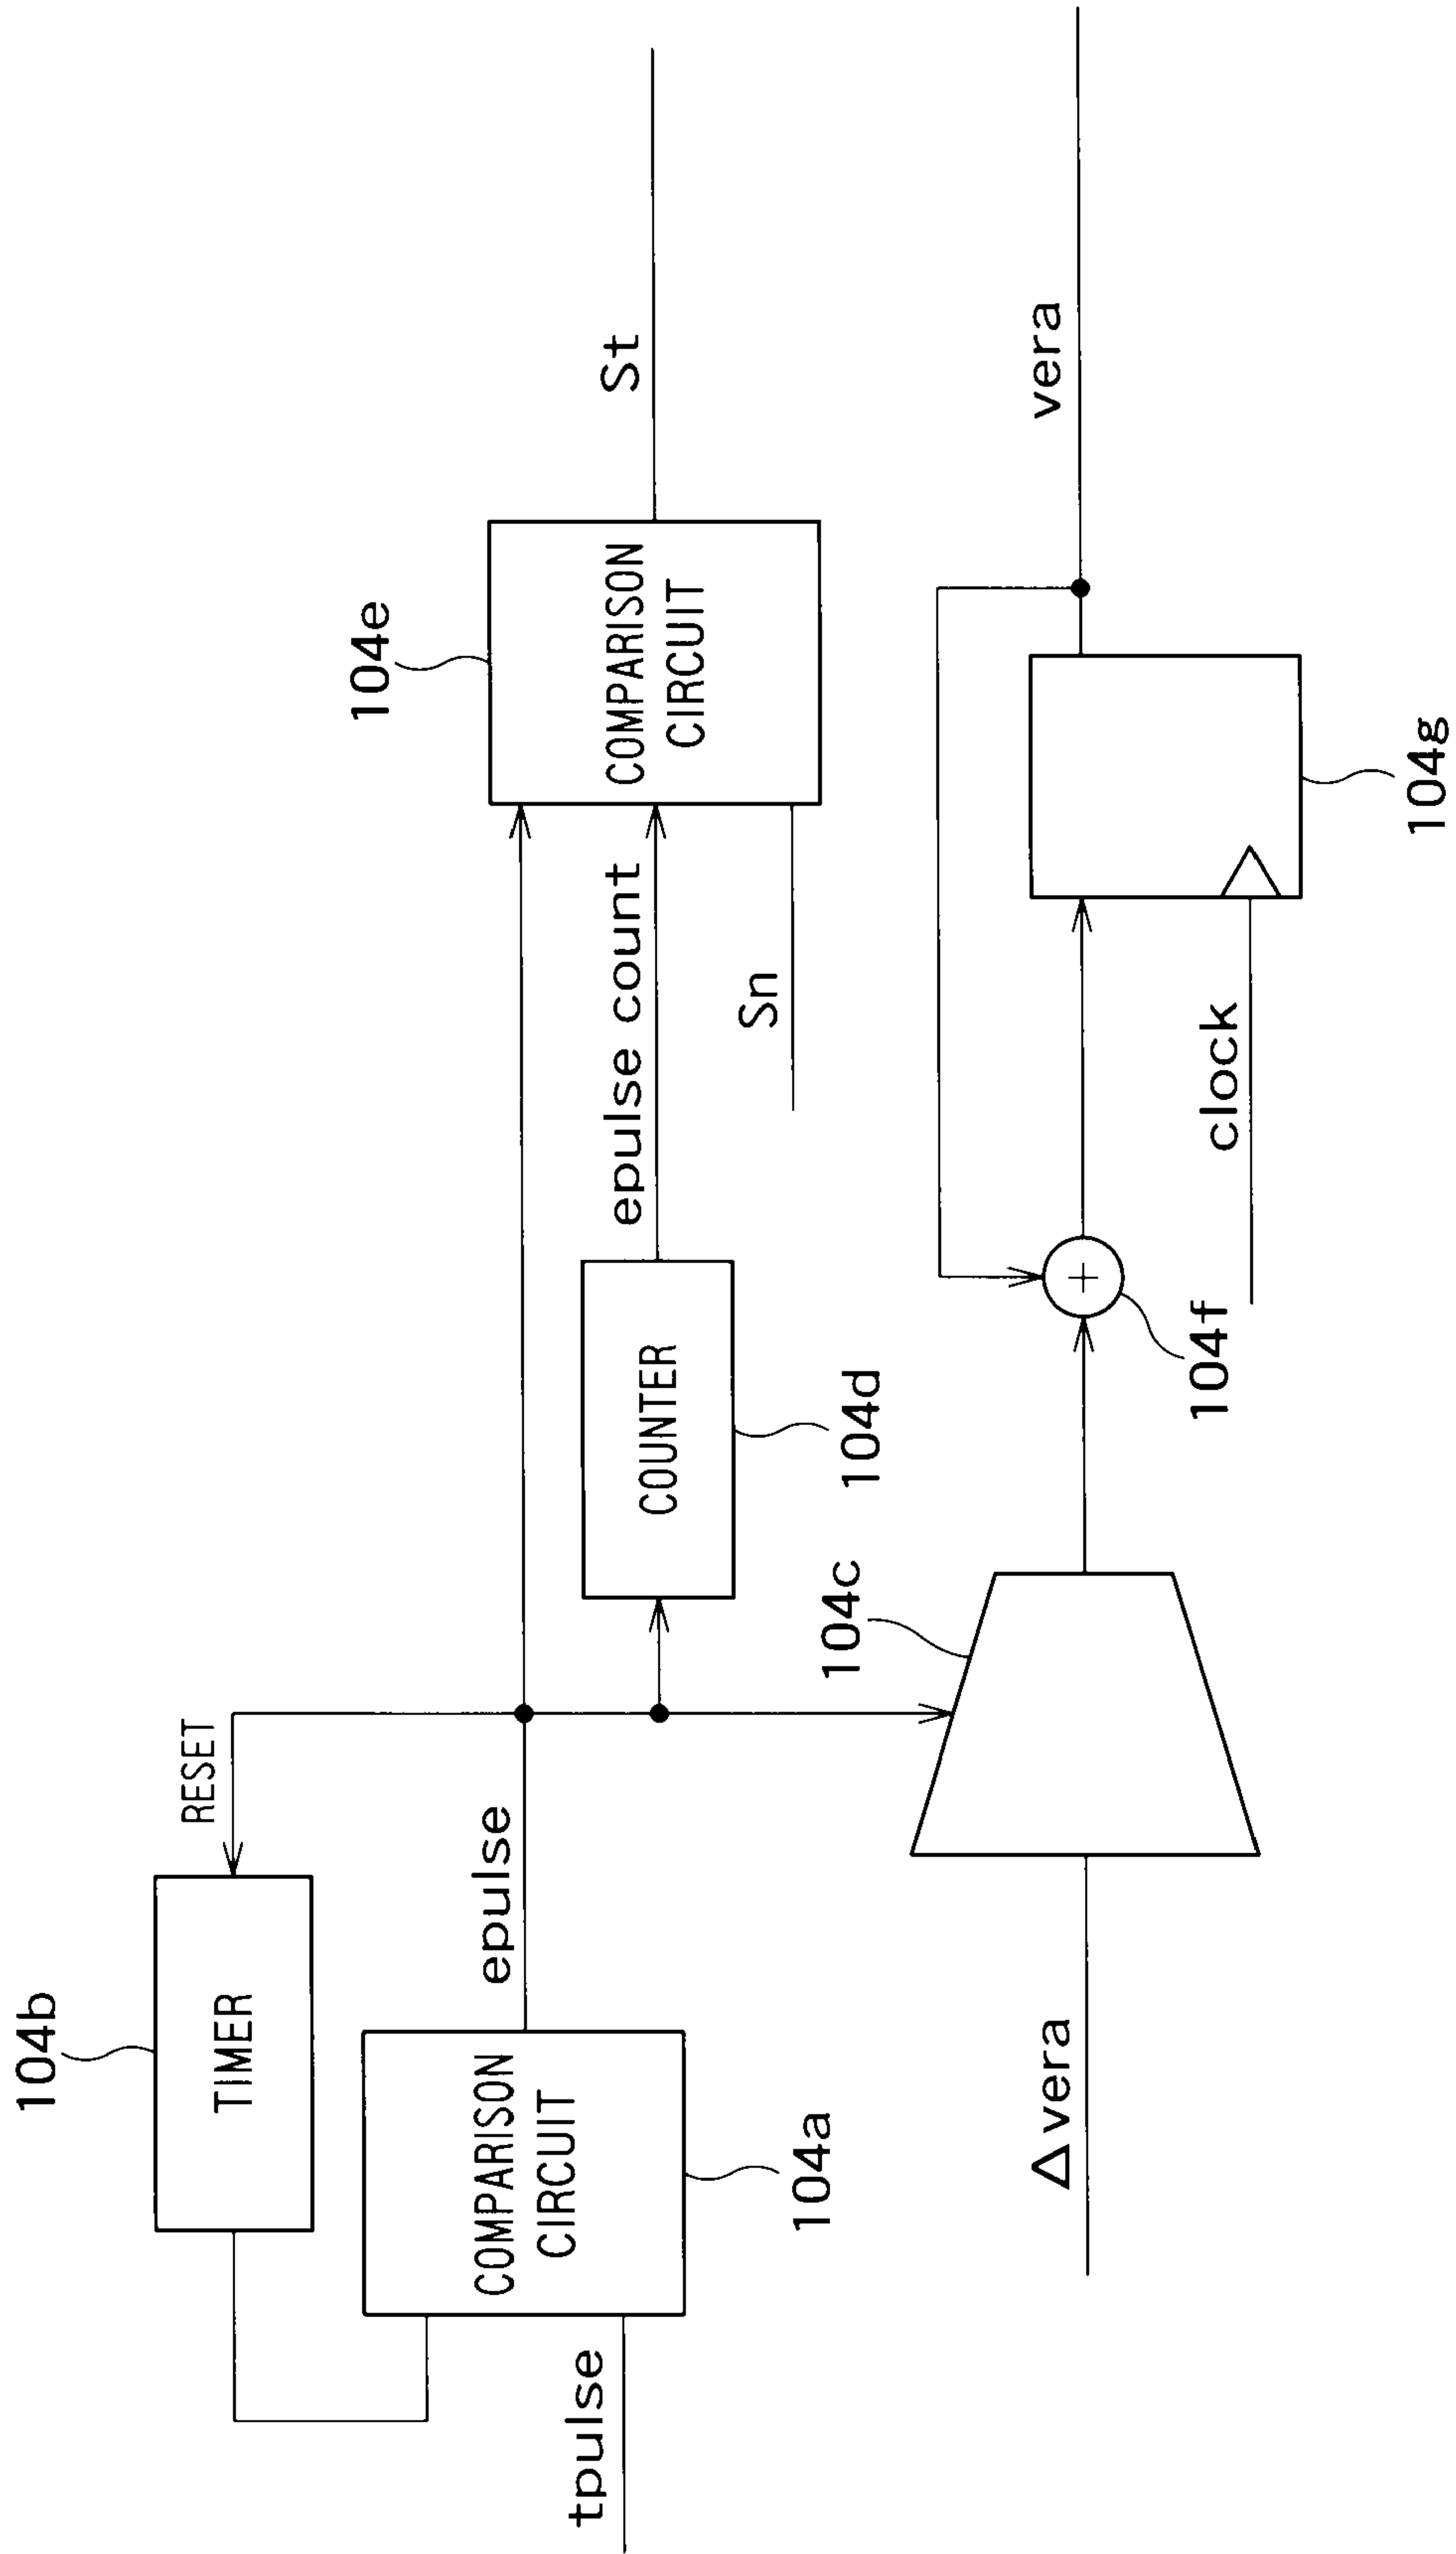 104b
TIMER
RESET
104e
COMPARISON
CIRCUIT
St
epulse
epulse count
COUNTER
104d
Sn
COMPARISON
CIRCUIT
104a
tpulse
104c
Δvera
104f
clock
104g
vera